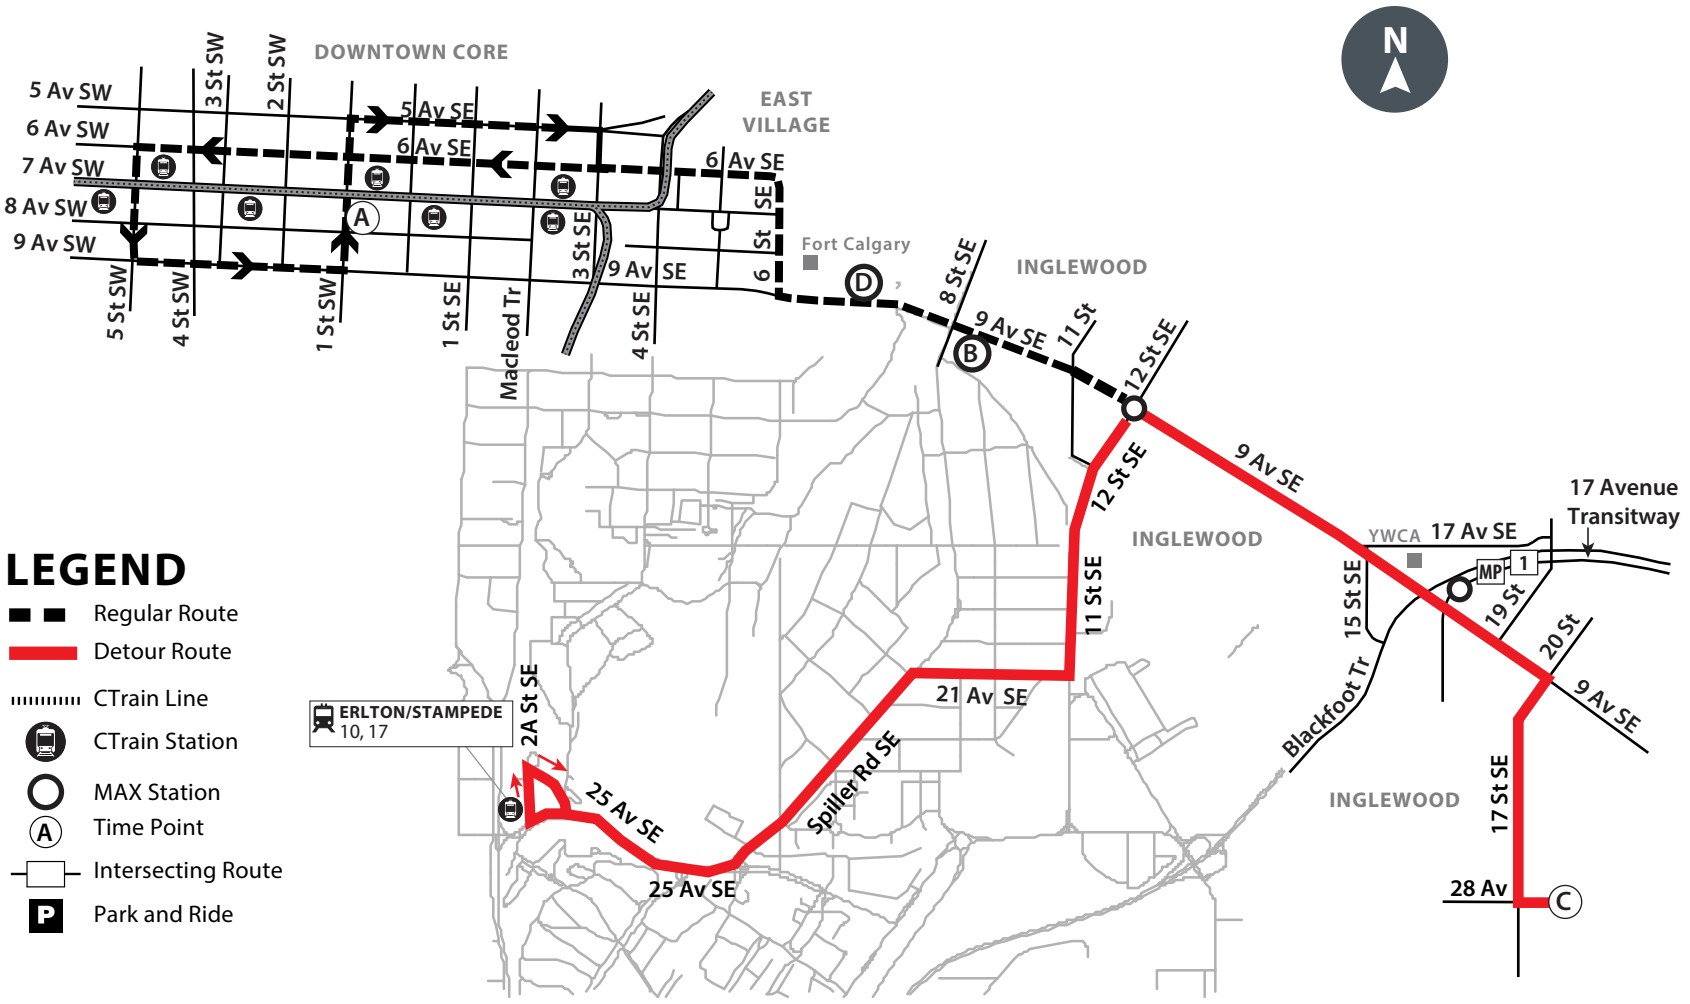 N
DOWNTOWN CORE
EAST
VILLAGE
3 St SW
2 St SW
5 Av SW
6 Av SW
7 Av SW
8 Av SW
9 Av SW
5 Av SE
6 Av SE
6 Av SE
6 St SE
A
5 St SW
4 St SW
1 St SW
1 St SE
Macleod Tr
3 St SE
9 Av SE
4 St SE
Fort Calgary
D
8 St SE
INGLEWOOD
9 Av SE
B
11 St
12 St SE
12 St SE
9 Av SE
17 Avenue
Transitway
YWCA
17 Av SE
INGLEWOOD
MP
1
15 St SE
19 St
11 St SE
20 St
9 Av SE
Blackfoot Tr
21 Av SE
Spiller Rd SE
2A St SE
ERLTON/STAMPEDE
10, 17
25 Av SE
25 Av SE
INGLEWOOD
17 St SE
28 Av
C
LEGEND
Regular Route
Detour Route
CTrain Line
CTrain Station
MAX Station
A
Time Point
Intersecting Route
P
Park and Ride